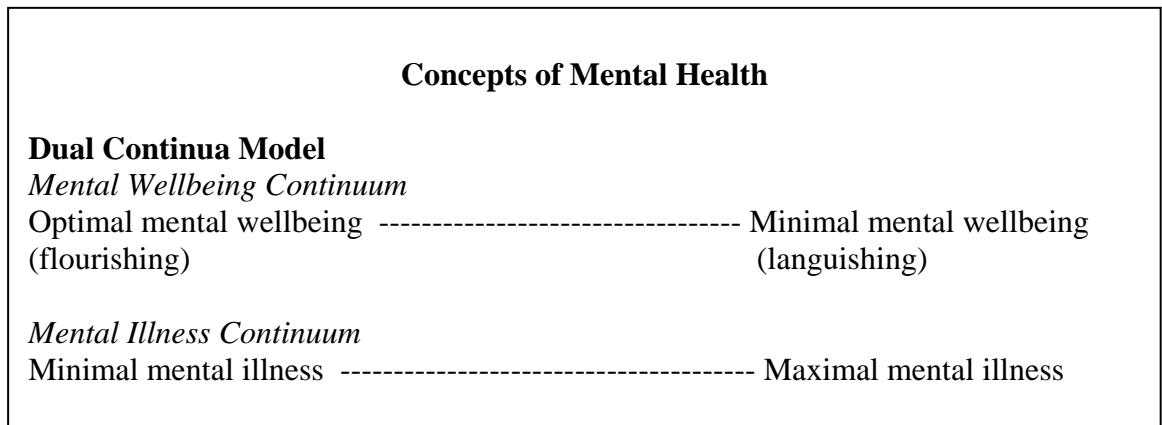 Concepts of Mental Health
Dual Continua Model
Mental Wellbeing Continuum
Optimal mental wellbeing ---------------------------------- Minimal mental wellbeing
(flourishing) (languishing)
Mental Illness Continuum
Minimal mental illness --------------------------------------- Maximal mental illness